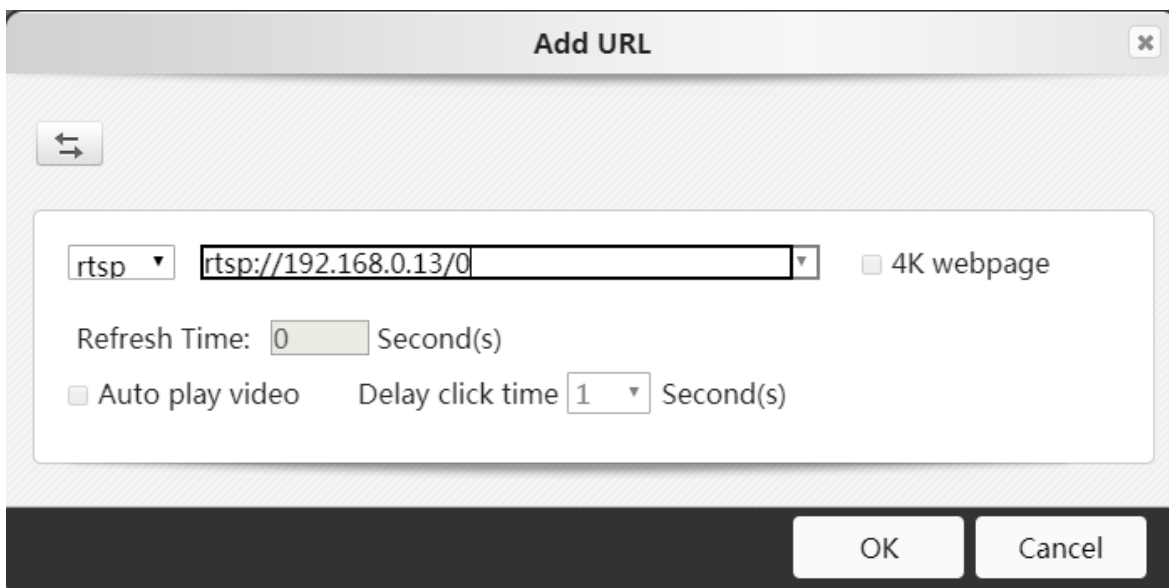 Add URL
rtsp rtsp://192.168.0.13/0 4K webpage
Refresh Time: 0 Second(s)
Auto play video Delay click time 1 Second(s)
OK Cancel